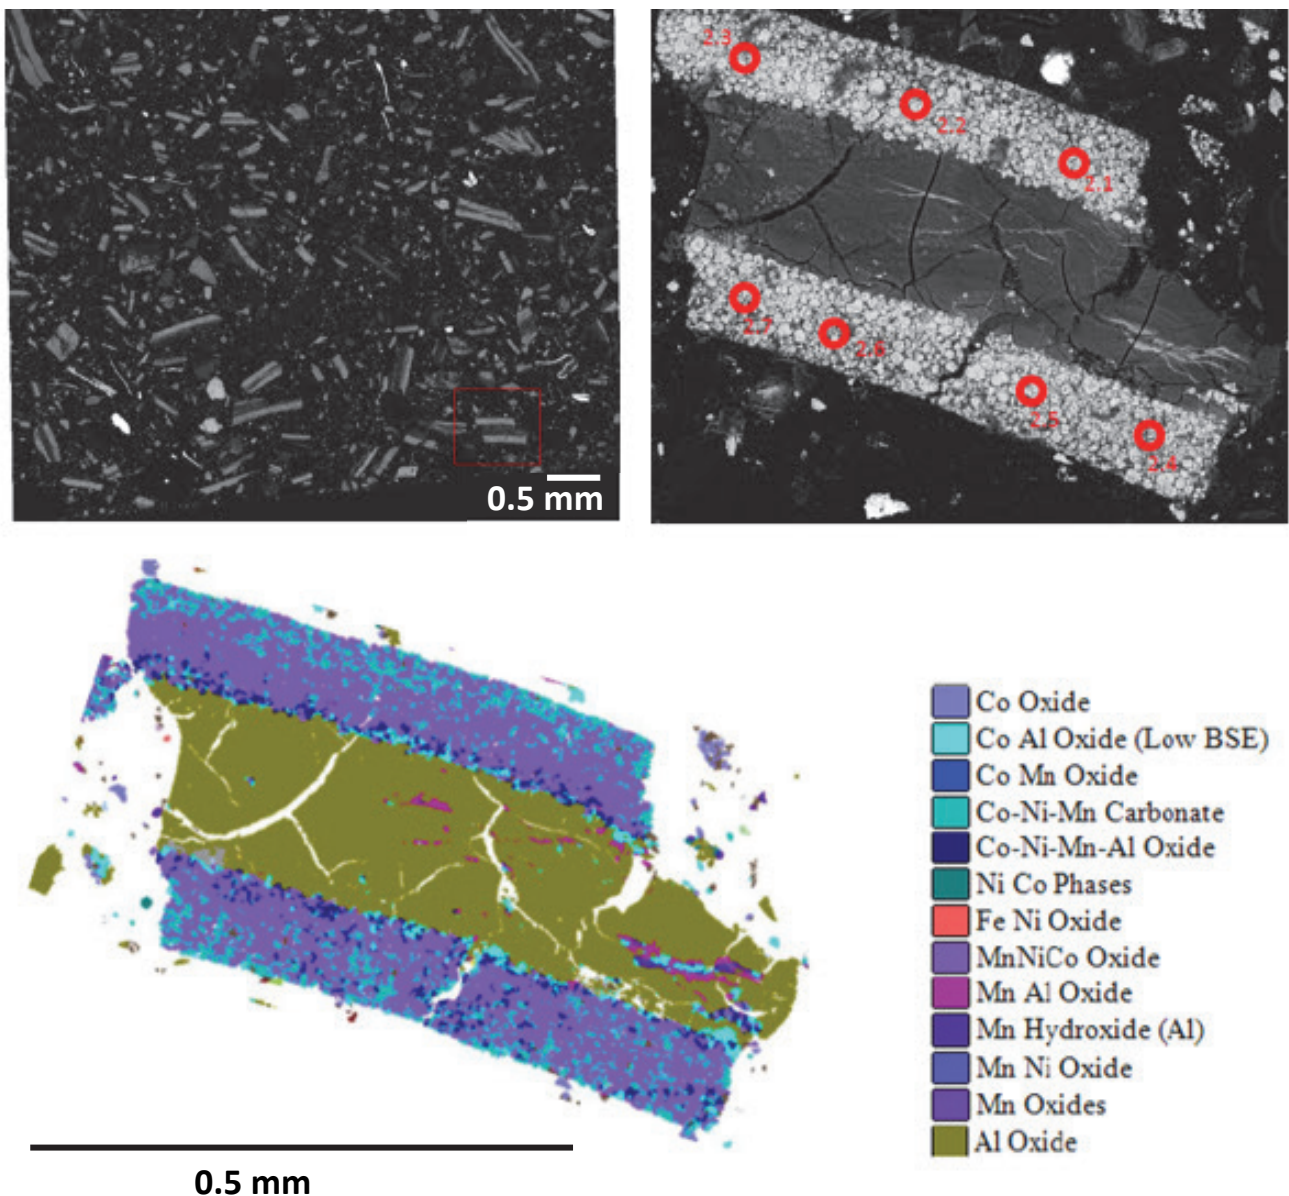 2.3
2.2
2.1
2.7
2.6
2.5
2.4
0.5 mm
Co Oxide
Co Al Oxide (Low BSE)
Co Mn Oxide
Co-Ni-Mn Carbonate
Co-Ni-Mn-Al Oxide
Ni Co Phases
Fe Ni Oxide
MnNiCo Oxide
Mn Al Oxide
Mn Hydroxide (Al)
Mn Ni Oxide
Mn Oxides
Al Oxide
0.5 mm